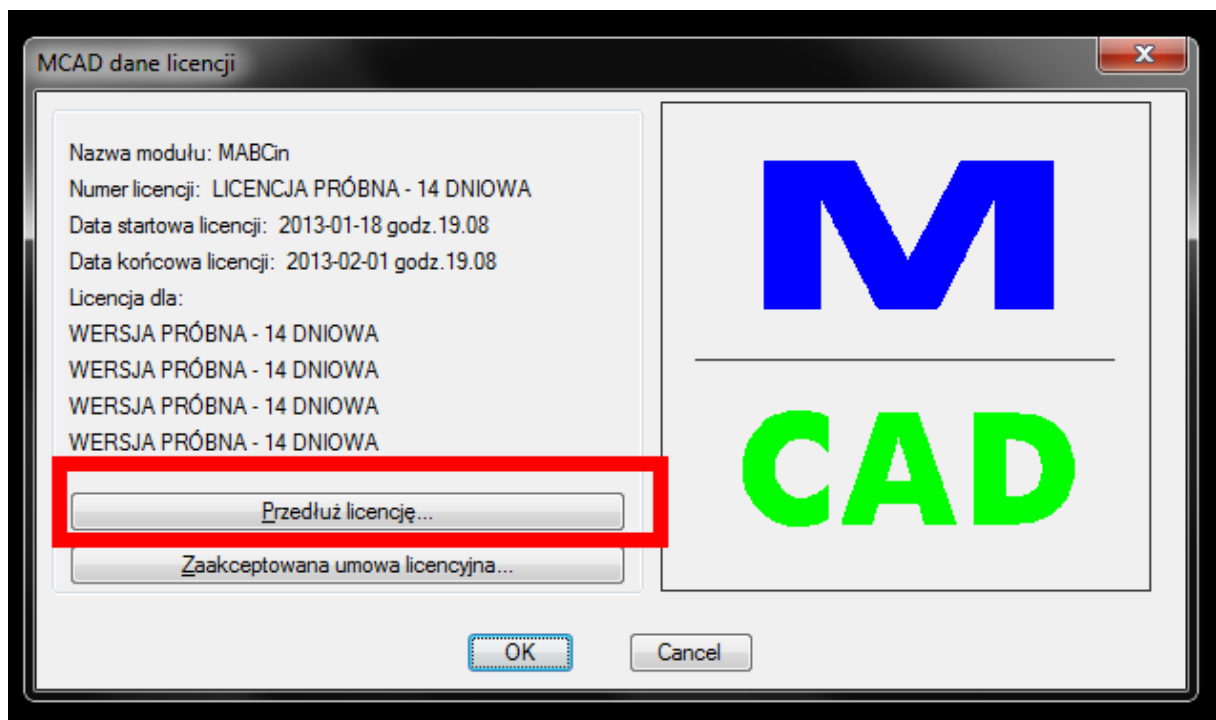 MCAD dane licencji
Nazwa modułu: MABCin
Numer licencji: LICENCJA PRÓBNA - 14 DNIOWA
Data startowa licencji: 2013-01-18 godz.19.08
Data końcowa licencji: 2013-02-01 godz.19.08
Licencja dla:
WERSJA PRÓBNA - 14 DNIOWA
WERSJA PRÓBNA - 14 DNIOWA
WERSJA PRÓBNA - 14 DNIOWA
WERSJA PRÓBNA - 14 DNIOWA
Przedłuż licencję...
Zaakceptowana umowa licencyjna...
M
CAD
OK
Cancel